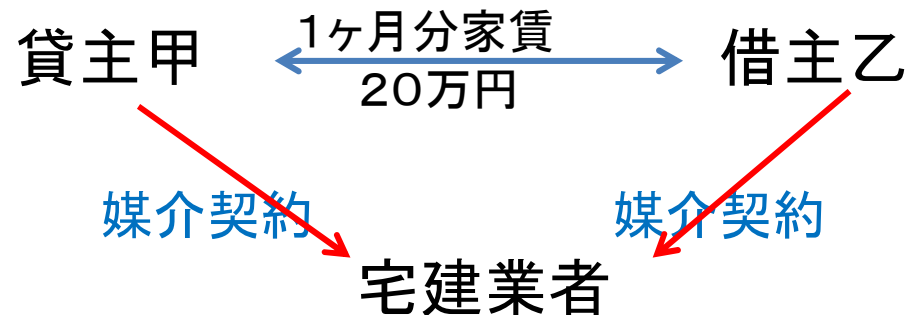 1ヶ月分家賃
貸主甲
借主乙
20万円
媒介契約
媒介契約
宅建業者